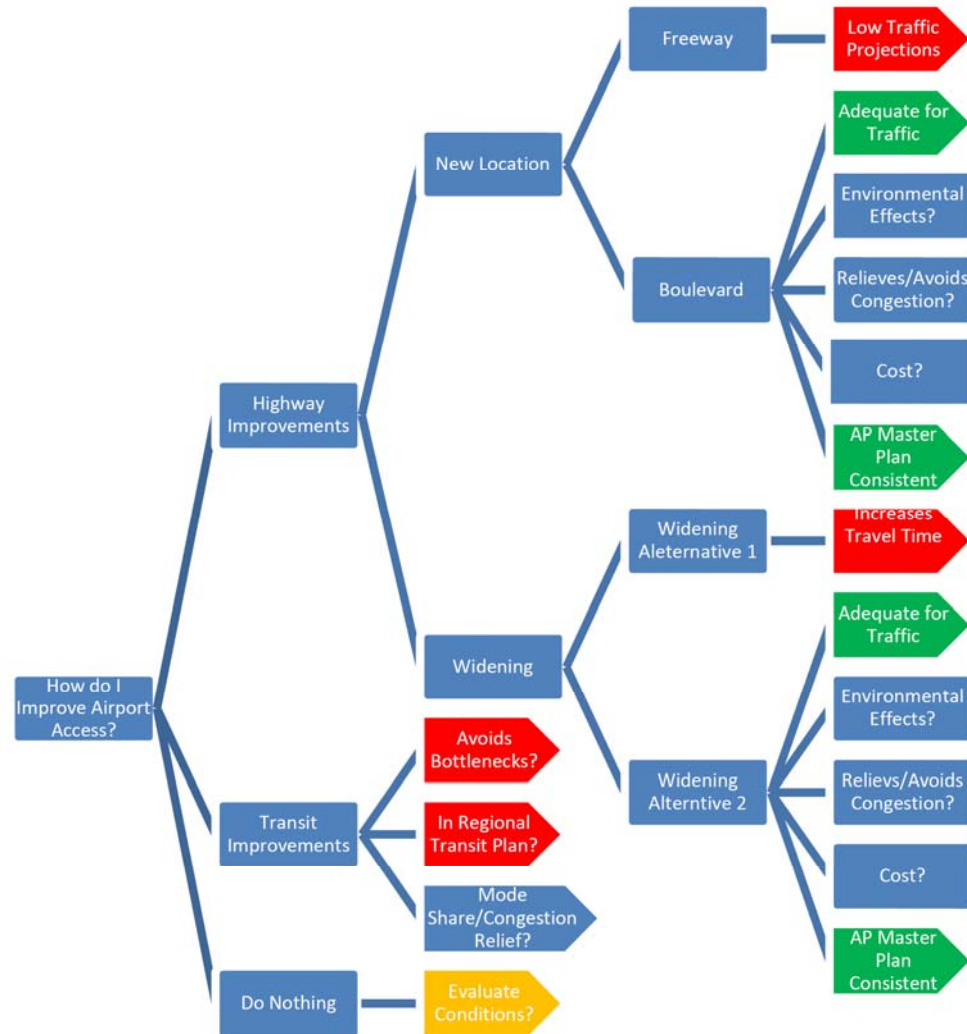 Freeway
Low Traffic
Projections
Adequate for
Traffic
New Location
Environmental
Effects?
Boulevard
Relieves/Avoids
Congestion?
Cost?
Highway
Improvements
AP Master
Plan
Consistent
Widening
Aleternative 1
Increases
Travel Time
Adequate for
Traffic
Widening
How do I
Improve Airport
Access?
Environmental
Effects?
Avoids
Bottlenecks?
Widening
Alterntive 2
Relievs/Avoids
Congestion?
Transit
Improvements
In Regional
Transit Plan?
Cost?
Mode
Share/Congestion
Relief?
AP Master
Plan
Consistent
Do Nothing
Evaluate
Conditions?